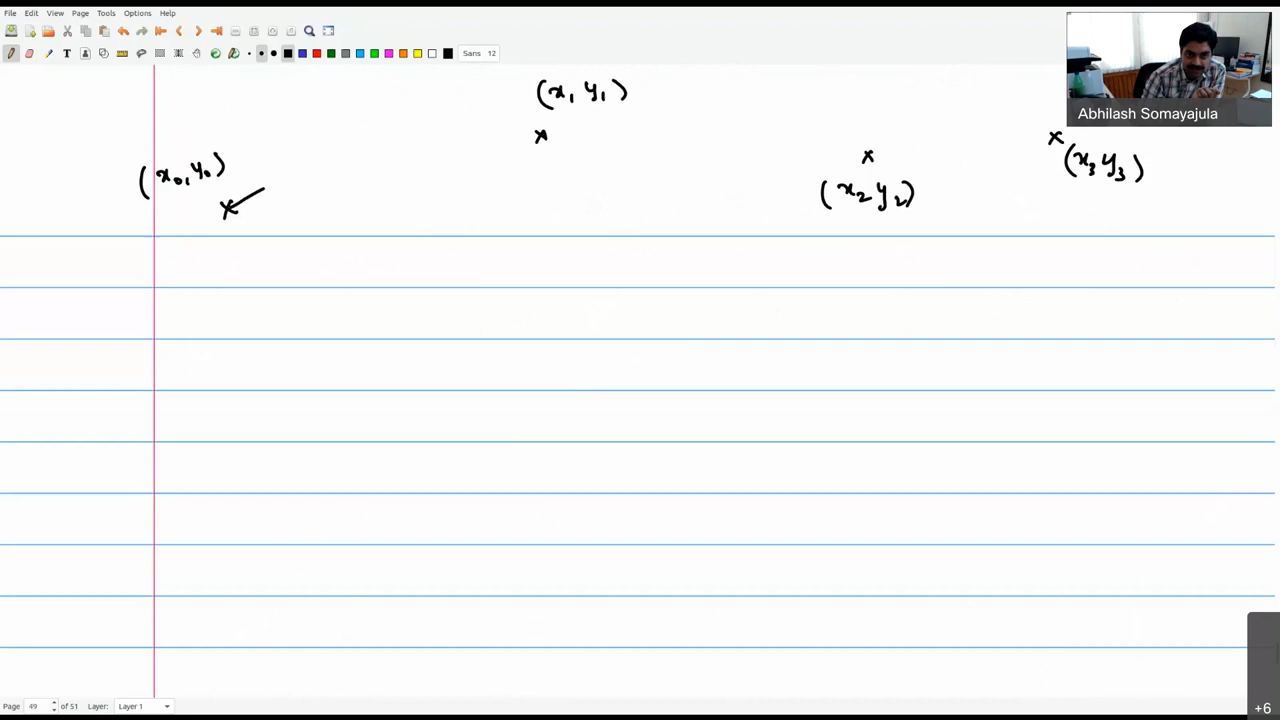 File Edit View Page Tools Options Help
T Sans 12
(x₁ y₁)
Abhilash Somayajula
(x₀, y₀)
(x₂ y₂)
(x₃ y₃)
Page 49 of 51 Layer: Layer 1
+6